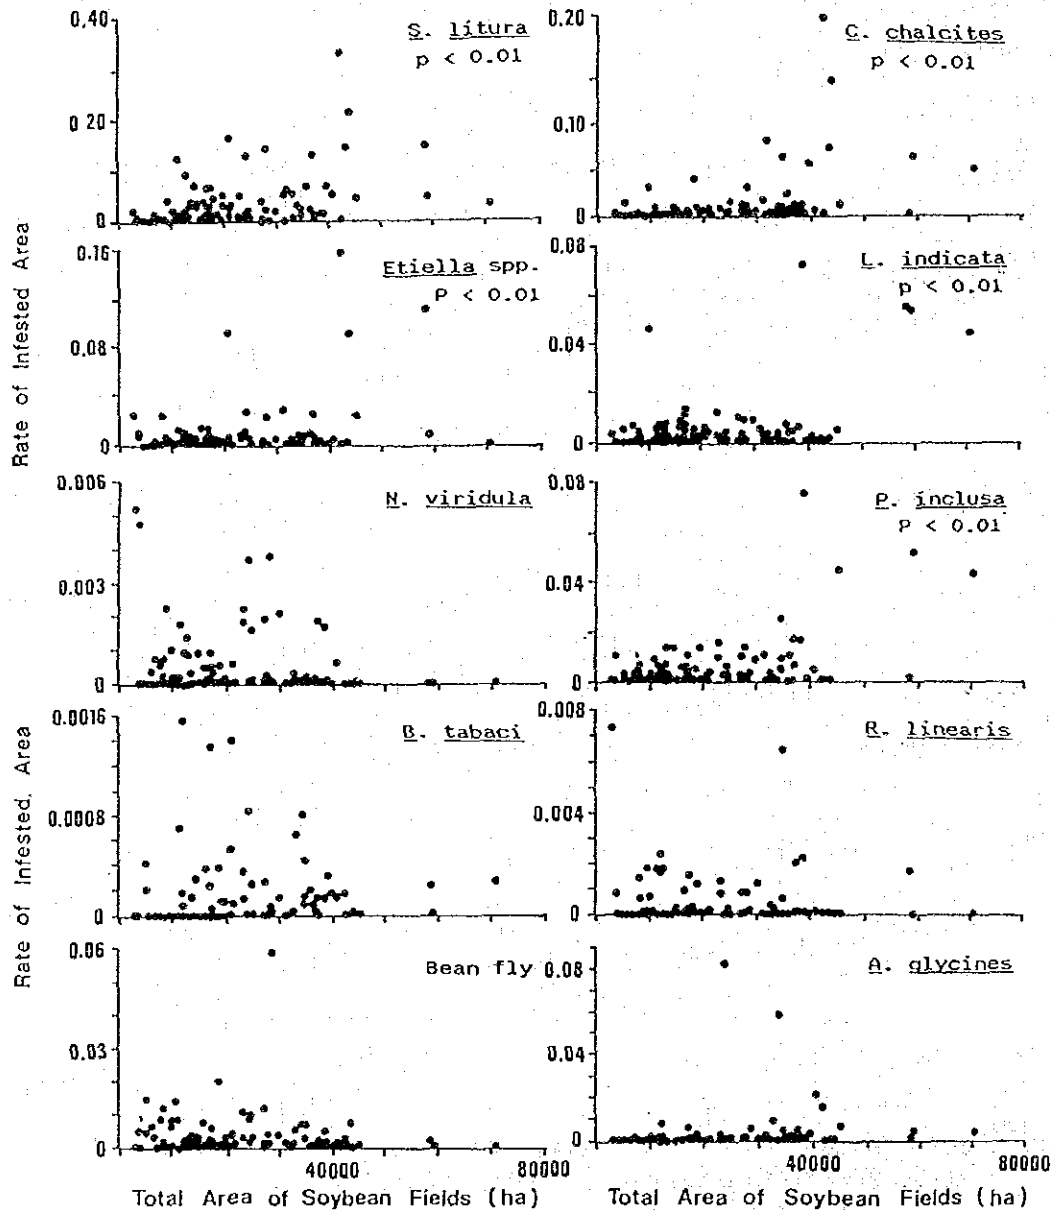 0.40
S. litura
p < 0.01
0.20
0
0.20
C. chalcites
p < 0.01
0.10
0
Rate of Infested Area
0.16
Etiella spp.
P < 0.01
0.08
0
0.08
L. indicata
p < 0.01
0.04
0
0.006
N. viridula
0.003
0
0.08
P. inclusa
P < 0.01
0.04
0
Rate of Infested Area
0.0016
B. tabaci
0.0008
0
0.008
R. linearis
0.004
0
0.06
Bean fly
0.03
0
40000
80000
Total Area of Soybean Fields (ha)
0.08
A. glycines
0.04
0
40000
80000
Total Area of Soybean Fields (ha)